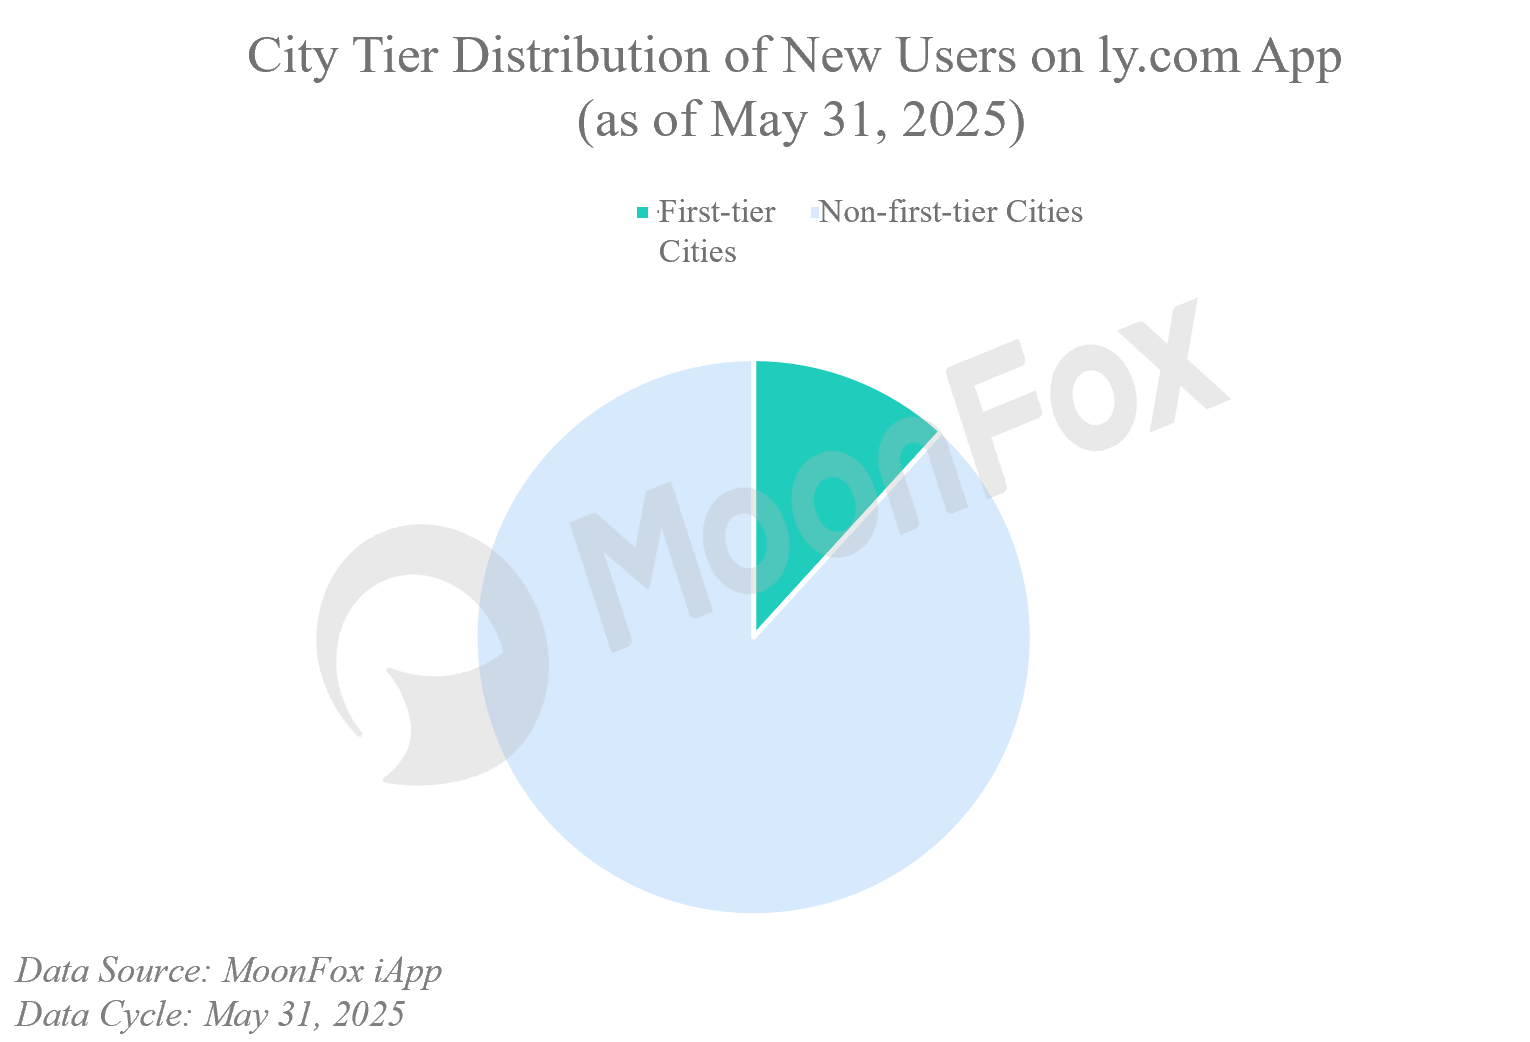 City Tier Distribution of New Users on ly.com App
(as of May 31, 2025)
First-tier
Cities
Non-first-tier Cities
MoonFox
Data Source: MoonFox iApp
Data Cycle: May 31, 2025